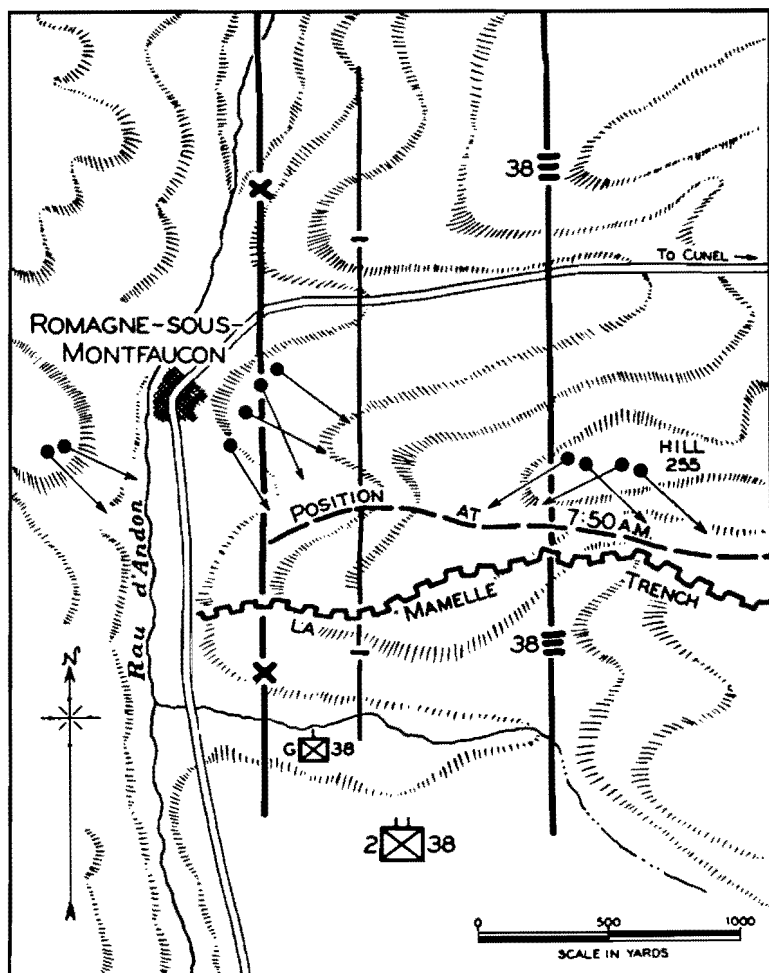 38
TO CUNEL
ROMAGNE-SOUS-
MONTFAUCON
HILL
255
POSITION AT 7:50 A.M.
Rau d'Andon
LA MAMELLE TRENCH
38
N
G 38
2 38
0 500 1000
SCALE IN YARDS